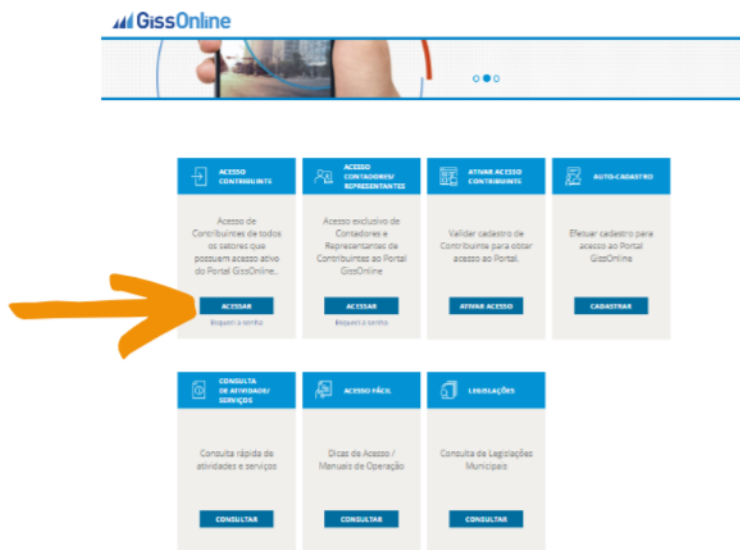 GissOnline
ACESSO
CONTRIBUINTE
Acesso de
Contribuintes de todos
os setores que
possuem acesso ativo
do Portal GissOnline..
ACESSAR
Esqueci a senha
ACESSO
CONTADORES/
REPRESENTANTES
Acesso exclusivo de
Contadores e
Representantes de
Contribuintes ao Portal
GissOnline
ACESSAR
Esqueci a senha
ATIVAR ACESSO
CONTRIBUINTE
Validar cadastro de
Contribuinte para obter
acesso ao Portal.
ATIVAR ACESSO
AUTO-CADASTRO
Efetuar cadastro para
acesso ao Portal
GissOnline
CADASTRAR
CONSULTA
DE ATIVIDADE/
SERVIÇOS
Consulta rápida de
atividades e serviços
CONSULTAR
ACESSO FÁCIL
Dicas de Acesso /
Manuais de Operação
CONSULTAR
LEGISLAÇÕES
Consulta de Legislações
Municipais
CONSULTAR